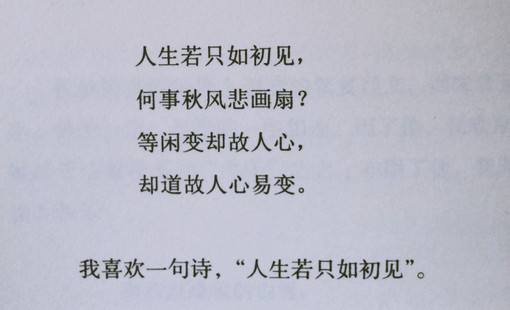 人生若只如初见，
何事秋风悲画扇？
等闲变却故人心，
却道故人心易变。
我喜欢一句诗，“人生若只如初见”。